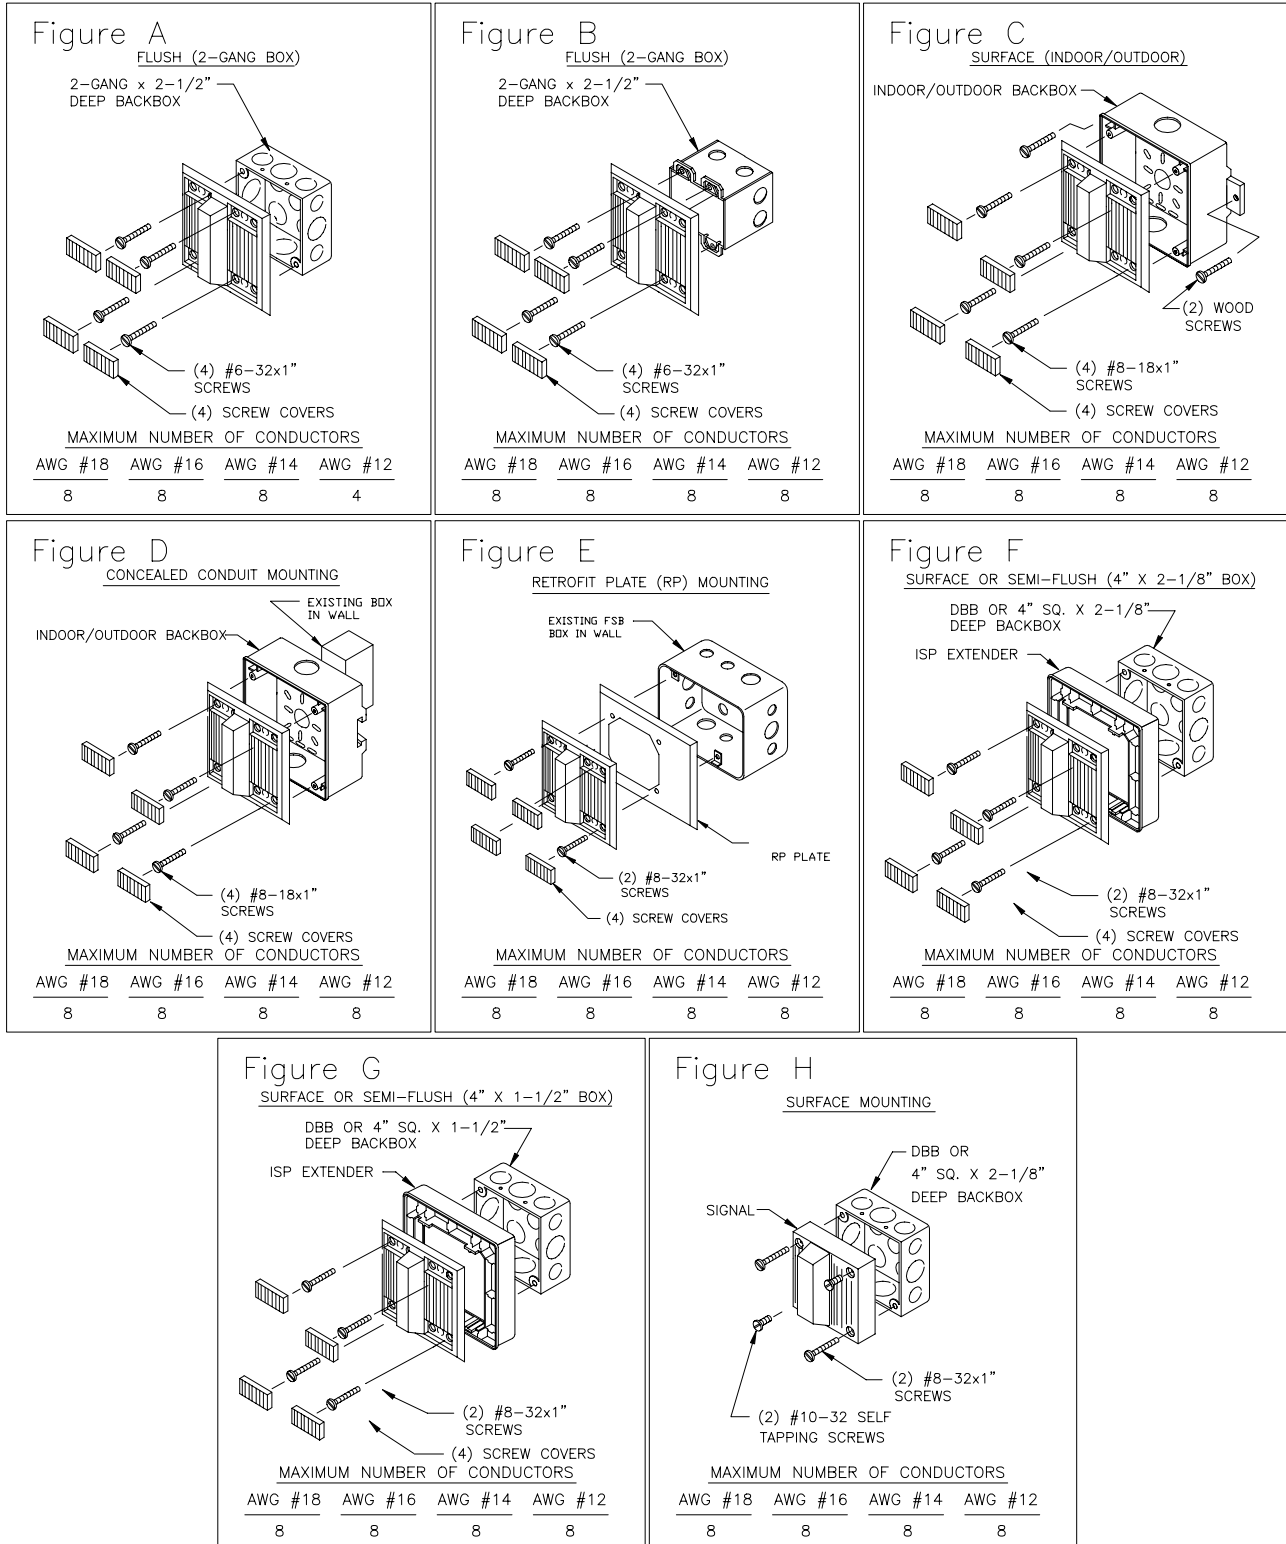 Figure A
FLUSH (2-GANG BOX)
2-GANG x 2-1/2"
DEEP BACKBOX
(4) #6-32x1"
SCREWS
(4) SCREW COVERS
MAXIMUM NUMBER OF CONDUCTORS
AWG #18 AWG #16 AWG #14 AWG #12
8 8 8 4
Figure B
FLUSH (2-GANG BOX)
2-GANG x 2-1/2"
DEEP BACKBOX
(4) #6-32x1"
SCREWS
(4) SCREW COVERS
MAXIMUM NUMBER OF CONDUCTORS
AWG #18 AWG #16 AWG #14 AWG #12
8 8 8 8
Figure C
SURFACE (INDOOR/OUTDOOR)
INDOOR/OUTDOOR BACKBOX
(2) WOOD
SCREWS
(4) #8-18x1"
SCREWS
(4) SCREW COVERS
MAXIMUM NUMBER OF CONDUCTORS
AWG #18 AWG #16 AWG #14 AWG #12
8 8 8 8
Figure D
CONCEALED CONDUIT MOUNTING
EXISTING BOX
IN WALL
INDOOR/OUTDOOR BACKBOX
(4) #8-18x1"
SCREWS
(4) SCREW COVERS
MAXIMUM NUMBER OF CONDUCTORS
AWG #18 AWG #16 AWG #14 AWG #12
8 8 8 8
Figure E
RETROFIT PLATE (RP) MOUNTING
EXISTING FSB
BOX IN WALL
RP PLATE
(2) #8-32x1"
SCREWS
(4) SCREW COVERS
MAXIMUM NUMBER OF CONDUCTORS
AWG #18 AWG #16 AWG #14 AWG #12
8 8 8 8
Figure F
SURFACE OR SEMI-FLUSH (4" X 2-1/8" BOX)
DBB OR 4" SQ. X 2-1/8"
DEEP BACKBOX
ISP EXTENDER
(2) #8-32x1"
SCREWS
(4) SCREW COVERS
MAXIMUM NUMBER OF CONDUCTORS
AWG #18 AWG #16 AWG #14 AWG #12
8 8 8 8
Figure G
SURFACE OR SEMI-FLUSH (4" X 1-1/2" BOX)
DBB OR 4" SQ. X 1-1/2"
DEEP BACKBOX
ISP EXTENDER
(2) #8-32x1"
SCREWS
(4) SCREW COVERS
MAXIMUM NUMBER OF CONDUCTORS
AWG #18 AWG #16 AWG #14 AWG #12
8 8 8 8
Figure H
SURFACE MOUNTING
DBB OR
4" SQ. X 2-1/8"
DEEP BACKBOX
SIGNAL
(2) #8-32x1"
SCREWS
(2) #10-32 SELF
TAPPING SCREWS
MAXIMUM NUMBER OF CONDUCTORS
AWG #18 AWG #16 AWG #14 AWG #12
8 8 8 8